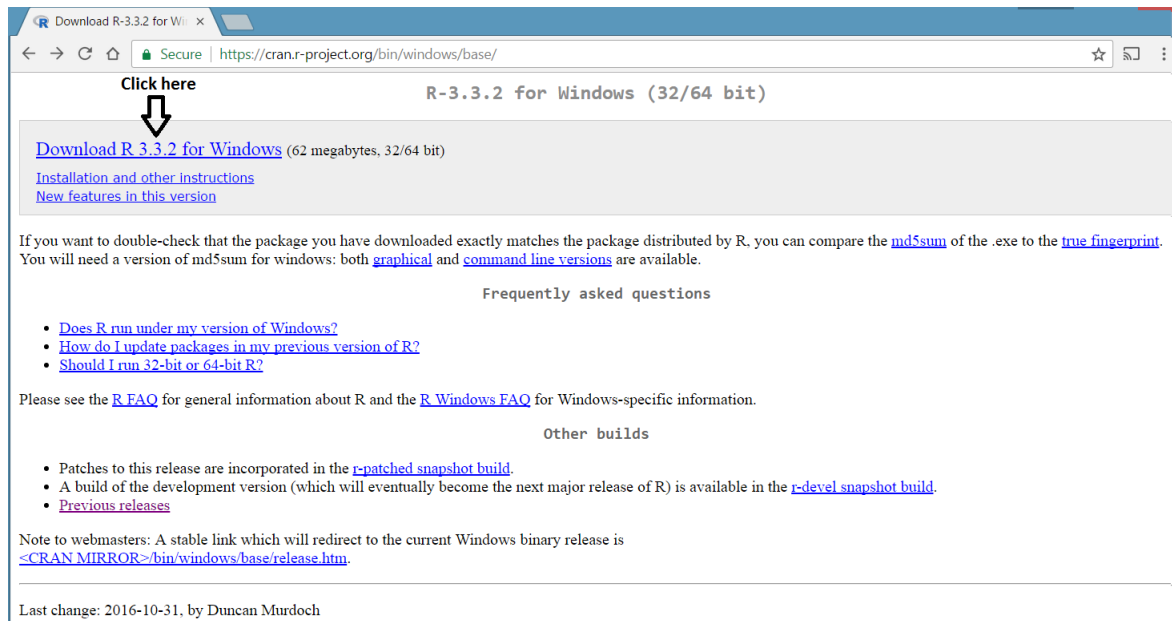 Download R-3.3.2 for Wi
Secure https://cran.r-project.org/bin/windows/base/
Click here
R-3.3.2 for Windows (32/64 bit)
Download R 3.3.2 for Windows (62 megabytes, 32/64 bit)
Installation and other instructions
New features in this version
If you want to double-check that the package you have downloaded exactly matches the package distributed by R, you can compare the md5sum of the .exe to the true fingerprint.
You will need a version of md5sum for windows: both graphical and command line versions are available.
Frequently asked questions
• Does R run under my version of Windows?
• How do I update packages in my previous version of R?
• Should I run 32-bit or 64-bit R?
Please see the R FAQ for general information about R and the R Windows FAQ for Windows-specific information.
Other builds
• Patches to this release are incorporated in the r-patched snapshot build.
• A build of the development version (which will eventually become the next major release of R) is available in the r-devel snapshot build.
• Previous releases
Note to webmasters: A stable link which will redirect to the current Windows binary release is
<CRAN MIRROR>/bin/windows/base/release.htm.
Last change: 2016-10-31, by Duncan Murdoch